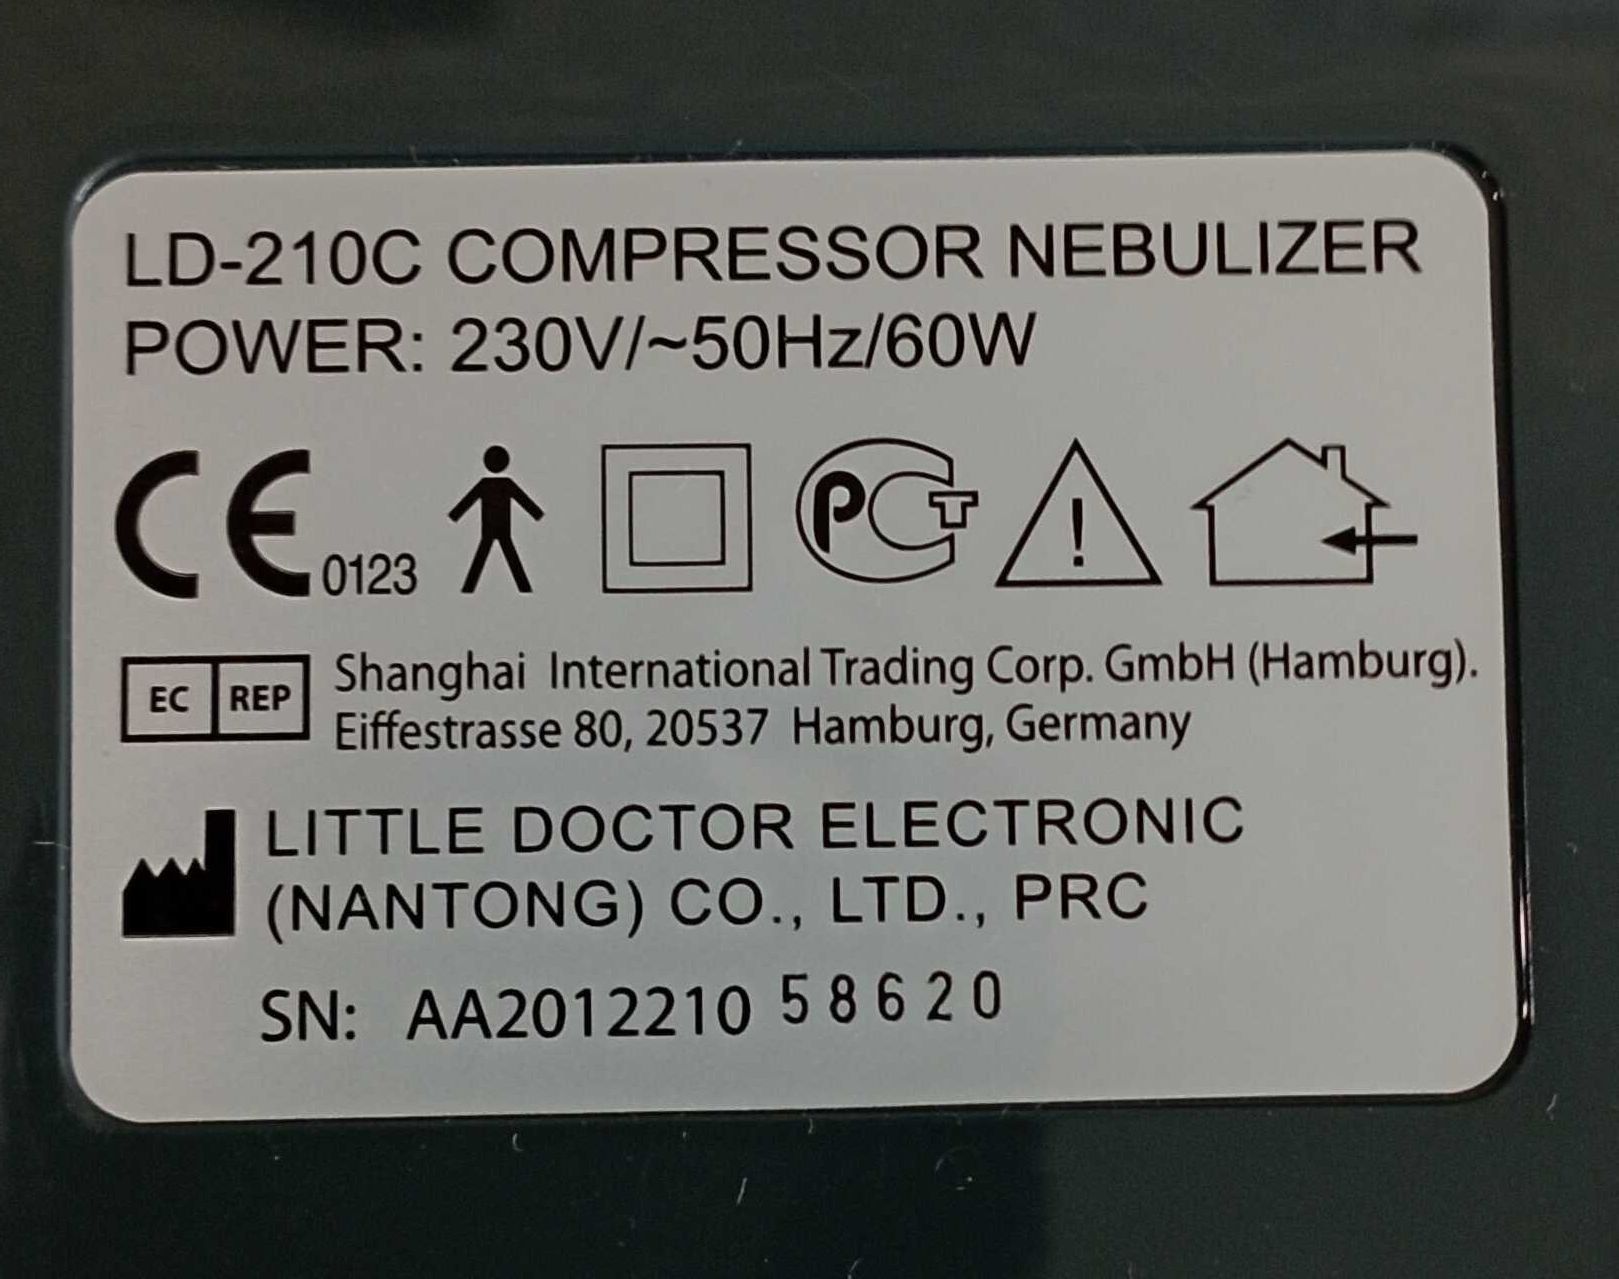 LD-210C COMPRESSOR NEBULIZER
POWER: 230V/~50Hz/60W
CE 0123 РСТ
EC REP
Shanghai International Trading Corp. GmbH (Hamburg).
Eiffestrasse 80, 20537 Hamburg, Germany
LITTLE DOCTOR ELECTRONIC
(NANTONG) CO., LTD., PRC
SN: AA2012210 58620